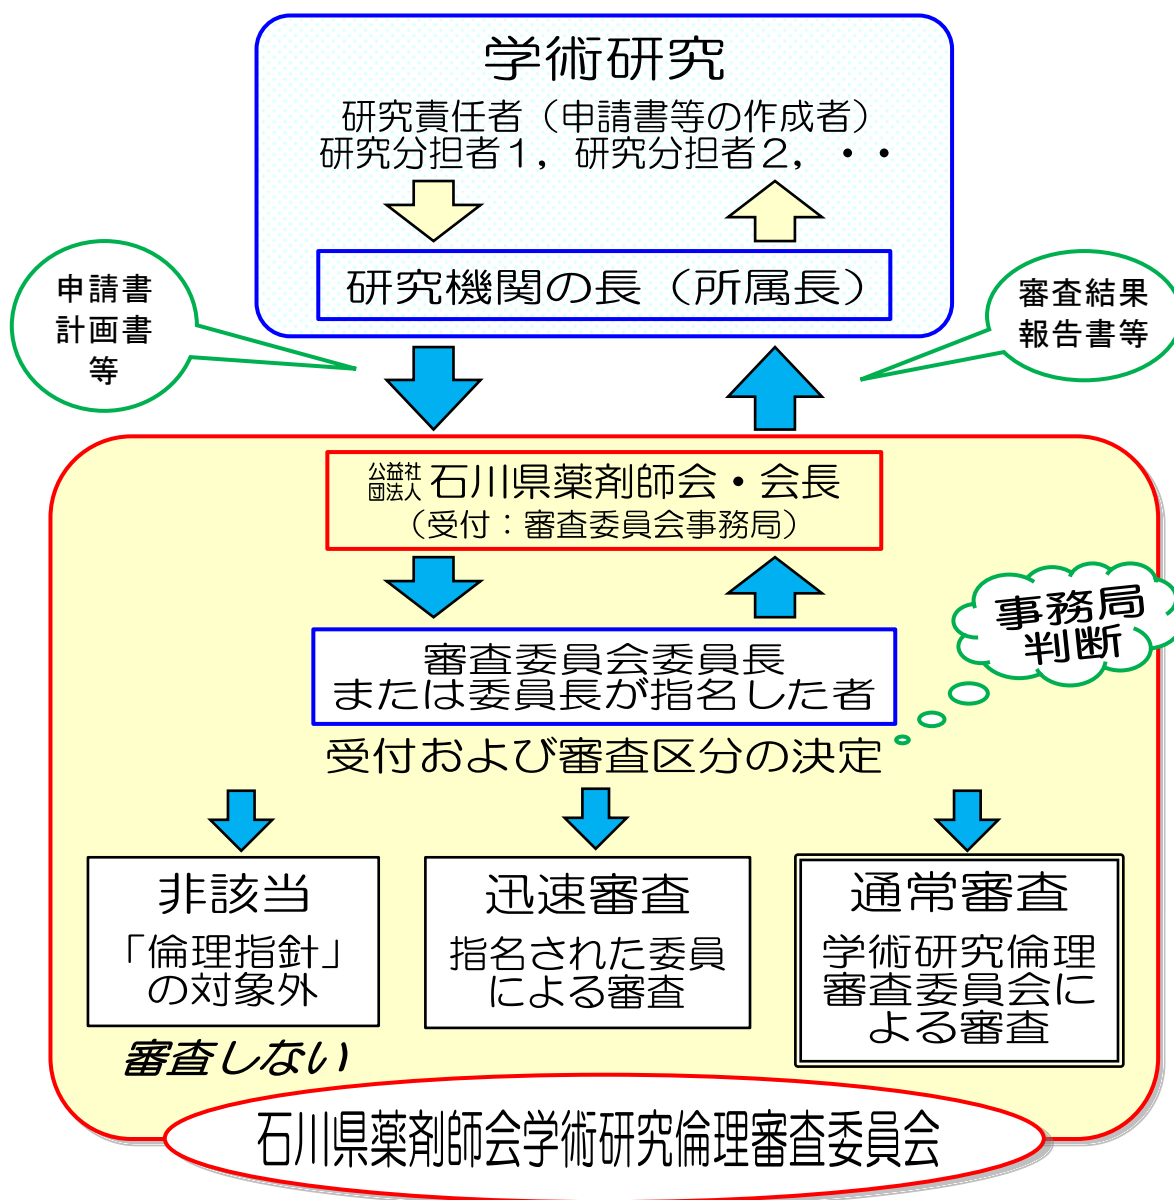 学術研究
研究責任者（申請書等の作成者）
研究分担者１，研究分担者２，・・
研究機関の長（所属長）
申請書
計画書
等
審査結果
報告書等
公益社団法人 石川県薬剤師会・会長
（受付：審査委員会事務局）
事務局
判断
審査委員会委員長
または委員長が指名した者
受付および審査区分の決定
非該当
「倫理指針」
の対象外
審査しない
迅速審査
指名された委員
による審査
通常審査
学術研究倫理
審査委員会に
よる審査
石川県薬剤師会学術研究倫理審査委員会